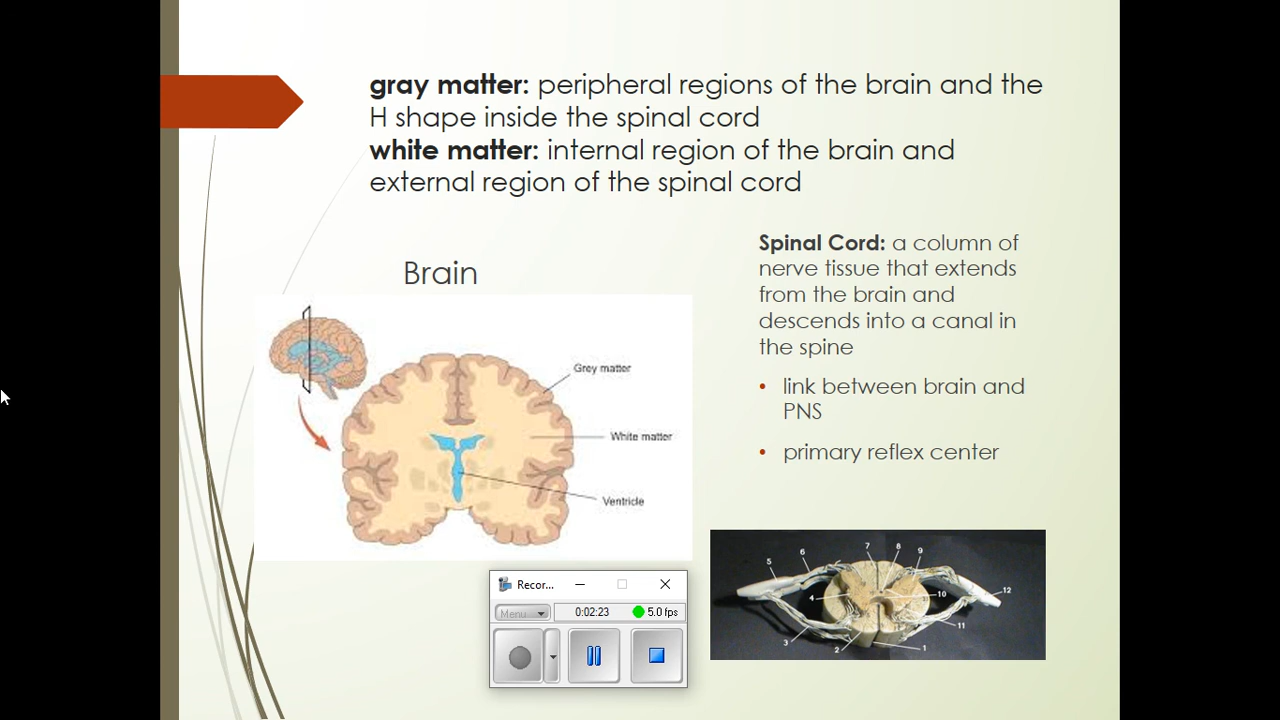 gray matter: peripheral regions of the brain and the
H shape inside the spinal cord
white matter: internal region of the brain and
external region of the spinal cord
Brain
Grey matter
White matter
Ventricle
Spinal Cord: a column of
nerve tissue that extends
from the brain and
descends into a canal in
the spine
• link between brain and
PNS
• primary reflex center
Recor...
Menu
0:02:23
5.0 fps
7
8
9
6
5
4
10
12
11
3
2
1